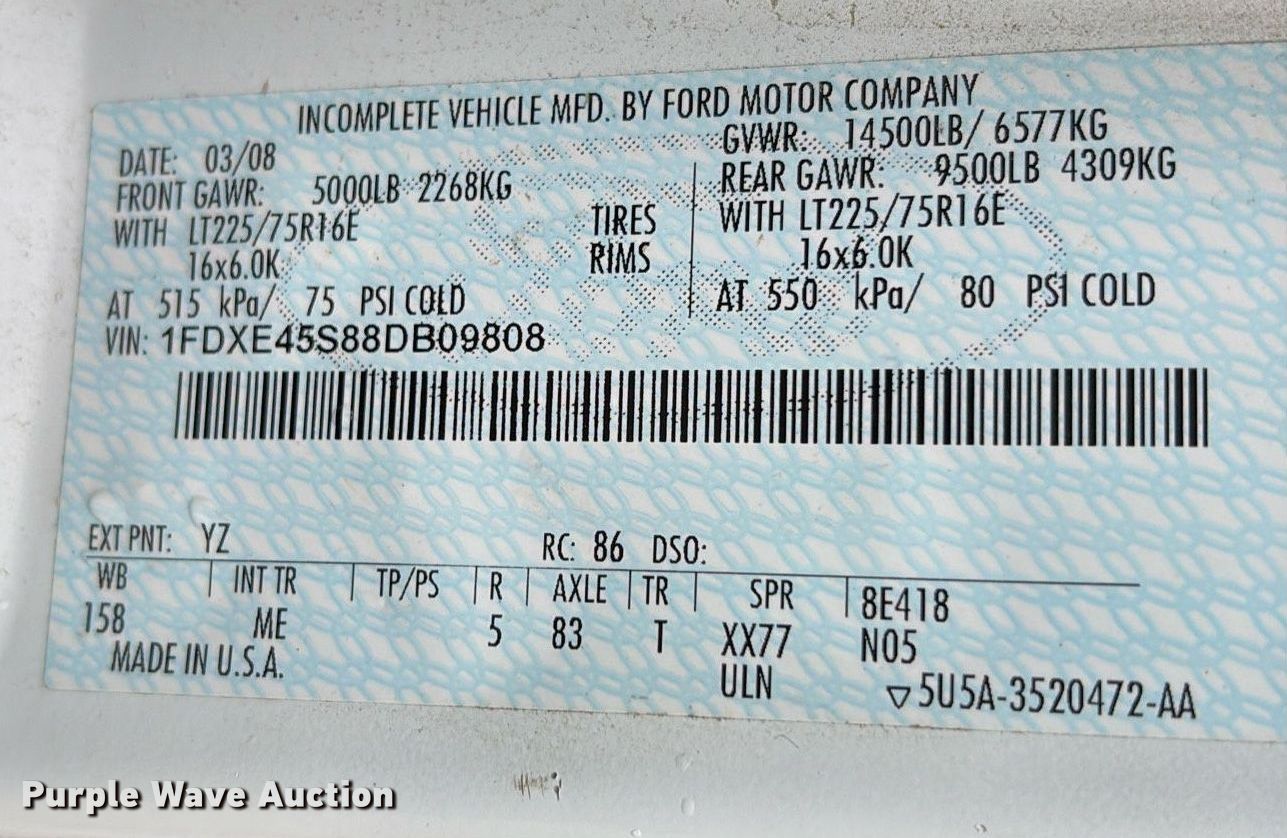 INCOMPLETE VEHICLE MFD. BY FORD MOTOR COMPANY
DATE: 03/08
GVWR: 14500LB/ 6577KG
FRONT GAWR: 5000LB 2268KG
REAR GAWR: 9500LB 4309KG
WITH LT225/75R16E TIRES WITH LT225/75R16E
16x6.0K RIMS 16x6.0K
AT 515 kPa/ 75 PSI COLD AT 550 kPa/ 80 PSI COLD
VIN: 1FDXE45S88DB09808
EXT PNT: YZ RC: 86 DSO:
WB INT TR TP/PS R AXLE TR SPR 8E418
158 ME 5 83 T XX77 N05
MADE IN U.S.A. ULN ▽5U5A-3520472-AA
Purple Wave Auction